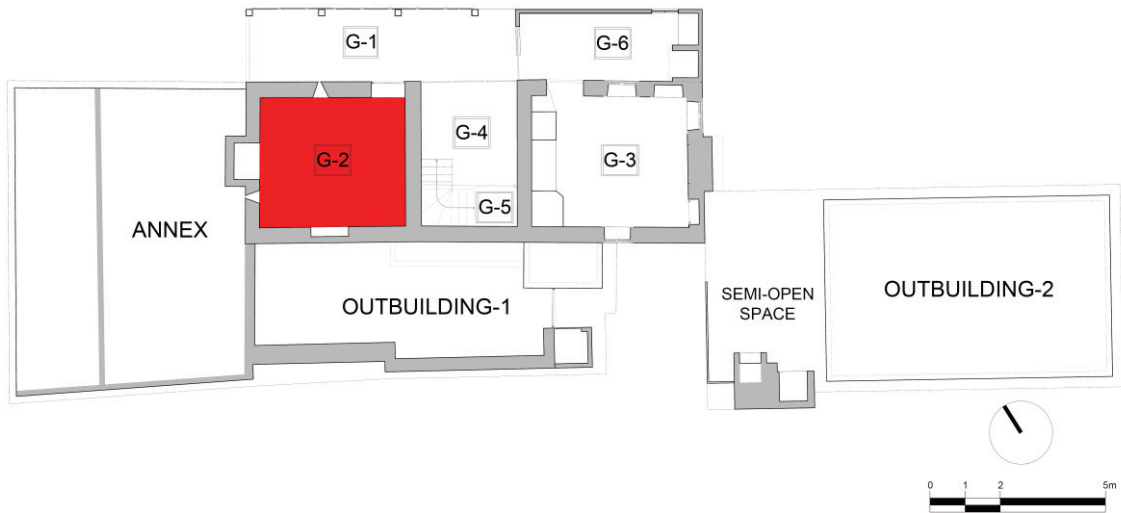 G-1
G-6
G-4
G-2
G-3
G-5
ANNEX
OUTBUILDING-1
SEMI-OPEN
SPACE
OUTBUILDING-2
0 1 2 5m